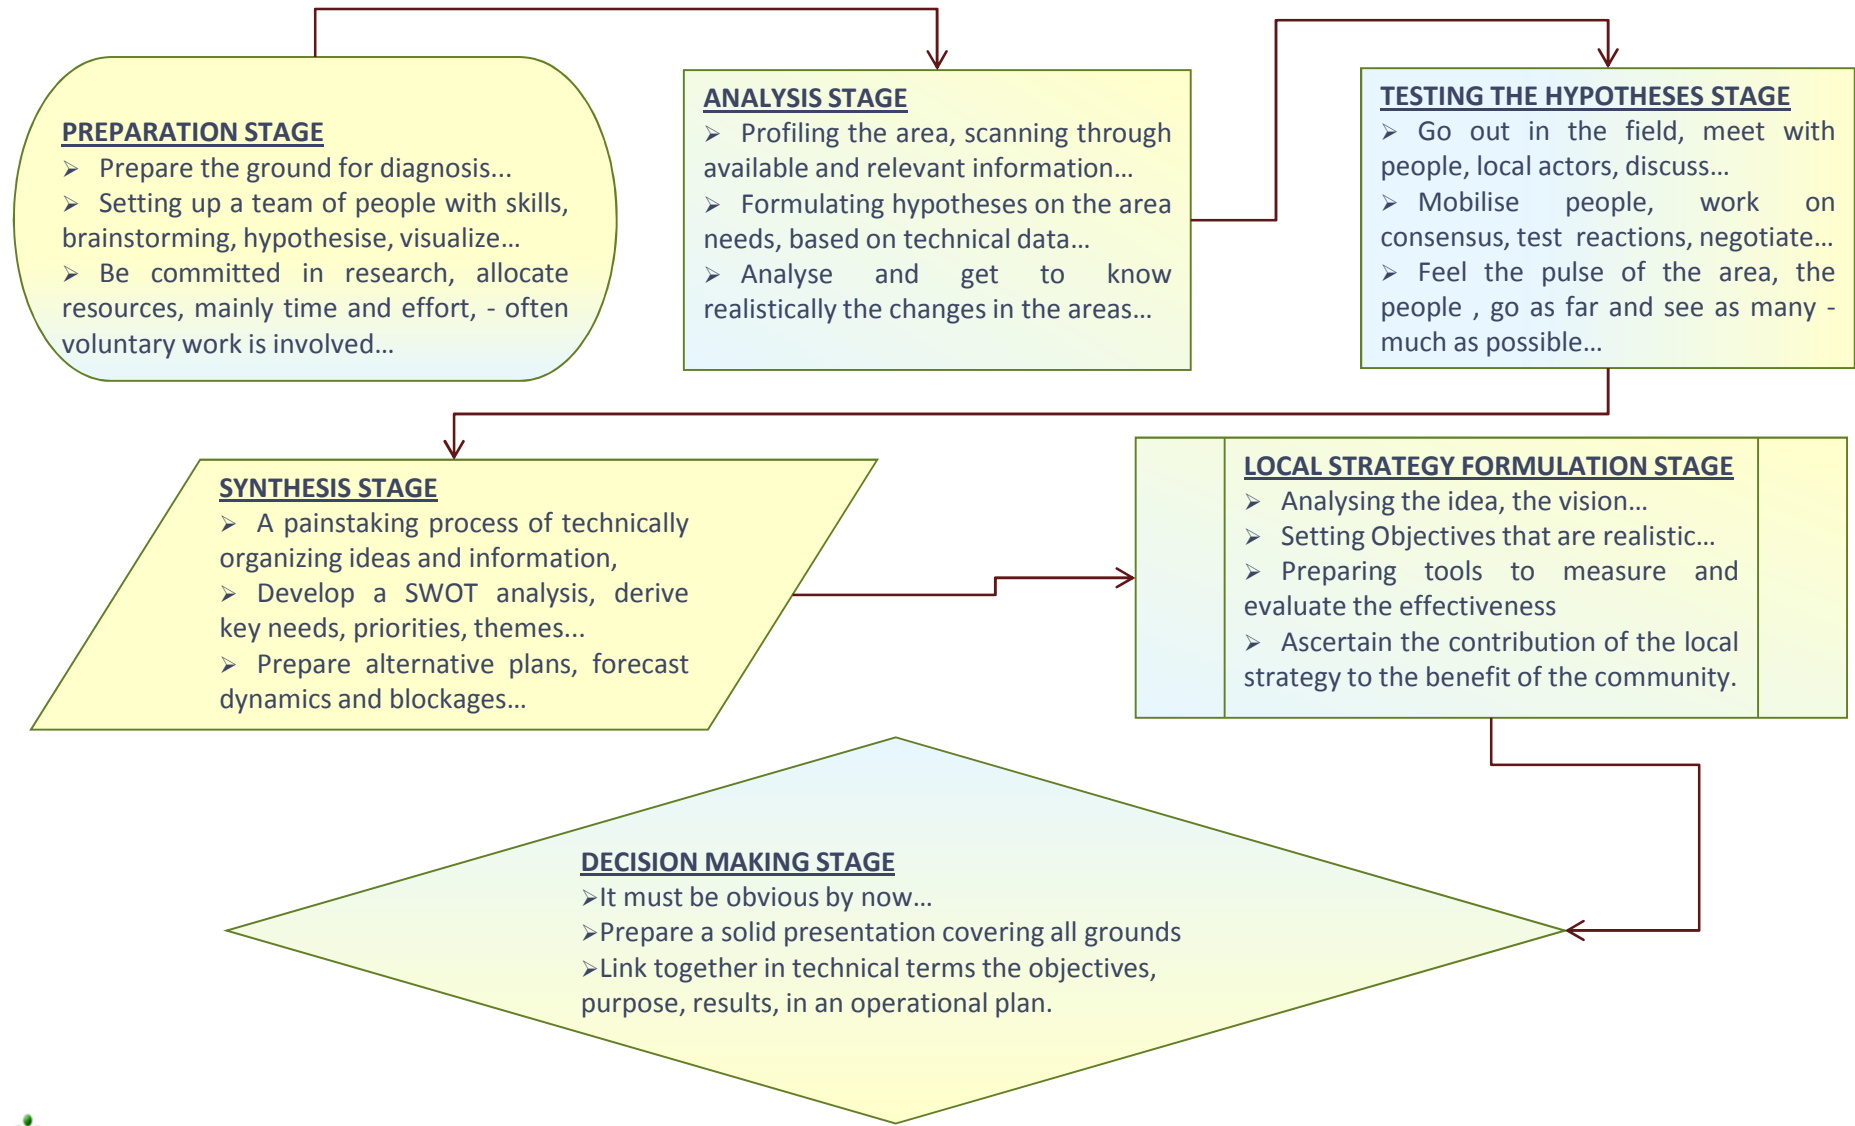 PREPARATION STAGE
➢ Prepare the ground for diagnosis...
➢ Setting up a team of people with skills,
brainstorming, hypothesise, visualize…
➢ Be committed in research, allocate
resources, mainly time and effort, - often
voluntary work is involved…
ANALYSIS STAGE
➢ Profiling the area, scanning through
available and relevant information…
➢ Formulating hypotheses on the area
needs, based on technical data…
➢ Analyse and get to know
realistically the changes in the areas…
TESTING THE HYPOTHESES STAGE
➢ Go out in the field, meet with
people, local actors, discuss…
➢ Mobilise people, work on
consensus, test reactions, negotiate…
➢ Feel the pulse of the area, the
people , go as far and see as many -
much as possible…
SYNTHESIS STAGE
➢ A painstaking process of technically
organizing ideas and information,
➢ Develop a SWOT analysis, derive
key needs, priorities, themes...
➢ Prepare alternative plans, forecast
dynamics and blockages…
LOCAL STRATEGY FORMULATION STAGE
➢ Analysing the idea, the vision…
➢ Setting Objectives that are realistic…
➢ Preparing tools to measure and
evaluate the effectiveness
➢ Ascertain the contribution of the local
strategy to the benefit of the community.
DECISION MAKING STAGE
➢It must be obvious by now…
➢Prepare a solid presentation covering all grounds
➢Link together in technical terms the objectives,
purpose, results, in an operational plan.